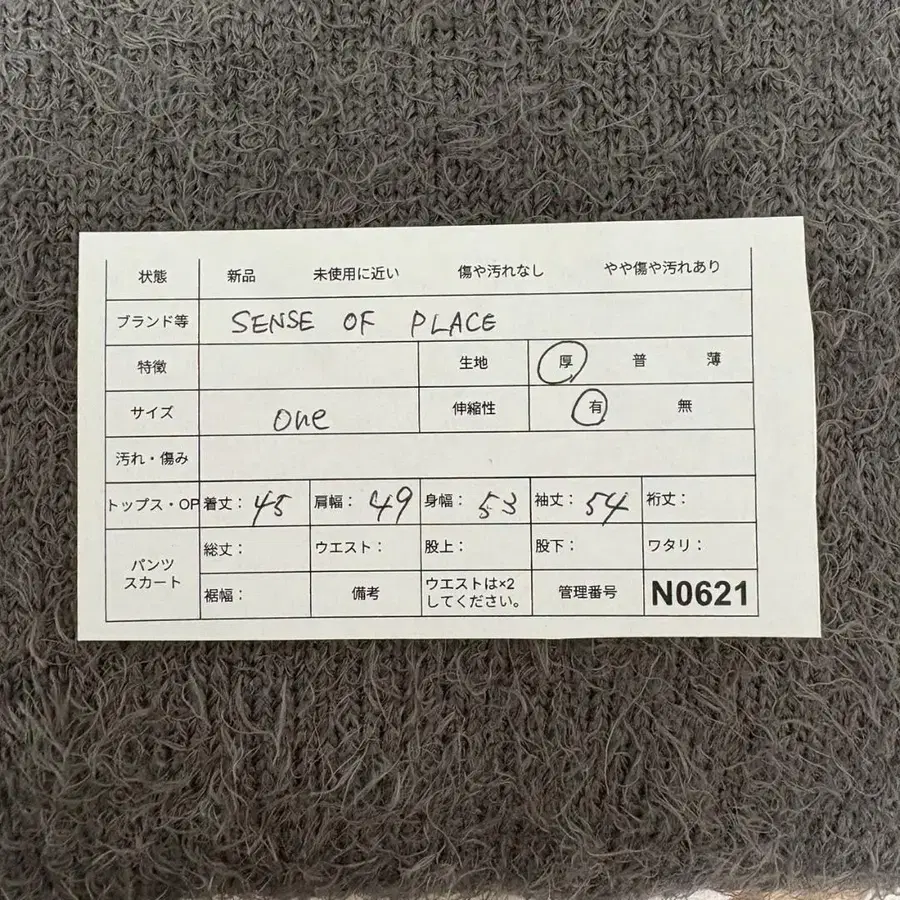 状態 新品 未使用に近い 傷や汚れなし やや傷や汚れあり
ブランド等 SENSE OF PLACE
特徴 生地 厚 普 薄
サイズ one 伸縮性 有 無
汚れ・傷み
トップス・OP 着丈: 45 肩幅: 49 身幅: 53 袖丈: 54 裄丈:
パンツ
スカート
総丈: ウエスト: 股上: 股下: ワタリ:
裾幅: 備考 ウエストは×2
してください。 管理番号 N0621